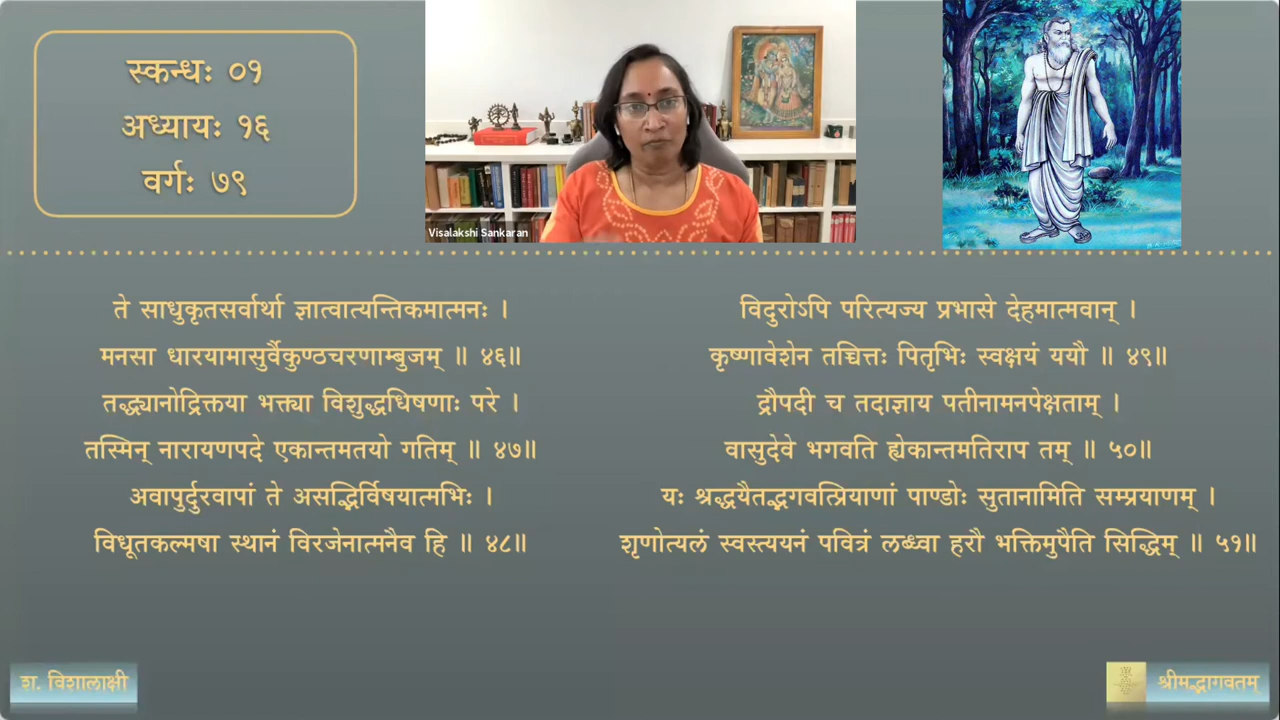 स्कन्धः ०१
अध्यायः १६
वर्गः ७९
Visalakshi Sankaran
ते साधुकृतसर्वार्था ज्ञात्वात्यन्तिकमात्मनः ।
मनसा धारयामासुर्वैकुण्ठचरणाम्बुजम् ॥ ४६॥
तद्ध्यानोद्रिक्तया भक्त्या विशुद्धधिषणाः परे ।
तस्मिन् नारायणपदे एकान्तमतयो गतिम् ॥ ४७॥
अवापुर्दुरवापां ते असद्भिर्विषयात्मभिः ।
विधूतकल्मषा स्थानं विरजेनात्मनैव हि ॥ ४८॥
विदुरोऽपि परित्यज्य प्रभासे देहमात्मवान् ।
कृष्णावेशेन तच्चित्तः पितृभिः स्वक्षयं ययौ ॥ ४९॥
द्रौपदी च तदाज्ञाय पतीनामनपेक्षताम् ।
वासुदेवे भगवति ह्येकान्तमतिराप तम् ॥ ५०॥
यः श्रद्धयैतद्भगवत्प्रियाणां पाण्डोः सुतानामिति सम्प्रयाणम् ।
शृणोत्यलं स्वस्त्ययनं पवित्रं लब्ध्वा हरौ भक्तिमुपैति सिद्धिम् ॥ ५१॥
श. विशालाक्षी
श्रीमद्भागवतम्